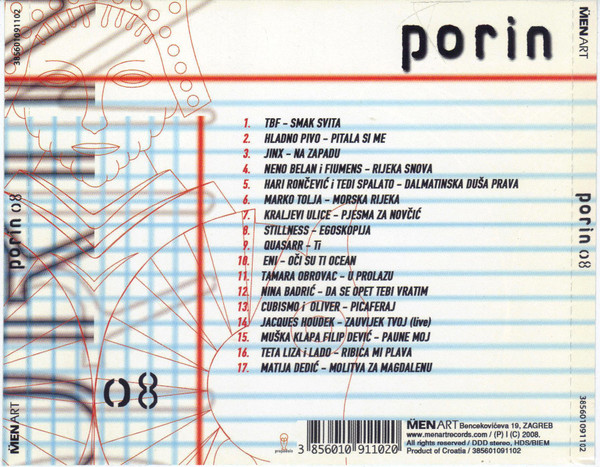 3856010911102
MENART
porin
MENART
1. TBF – SMAK SVITA
2. HLADNO PIVO – PITALA SI ME
3. JINX – NA ZAPADU
4. NENO BELAN i FIUMENS – RIJEKA SNOVA
5. HARI RONČEVIĆ i TEDI SPALATO – DALMATINSKA DUŠA PRAVA
6. MARKO TOLJA – MORSKA RIJEKA
7. KRALJEVI ULICE – PJESMA ZA NOVČIĆ
8. STILLNESS – EGOSKOPIJA
9. QUASARR – Ti
10. ENI – OČI SU TI OCEAN
11. TAMARA OBROVAC – U PROLAZU
12. NINA BADRIĆ – DA SE OPET TEBI VRATIM
13. CUBISMO i OLIVER – PICAFERAJ
14. JACQUES HOUDEK – ZAUVIJEK TVOJ (live)
15. MUŠKA KLAPA FILIP DEVIĆ – PAUNE MOJ
16. TETA LIZA i LADO – RIBICA MI PLAVA
17. MATIJA DEDIĆ – MOLITVA ZA MAGDALENU
porin 08
porin 08
08
MENART
3 856010 911020
MENART Bencekovićeva 19, ZAGREB
www.menartrecords.com / (P) i (C) 2008.
All rights reserved / DDD stereo, HDS/BIEM
Product of Croatia / 385601091102
385601091102